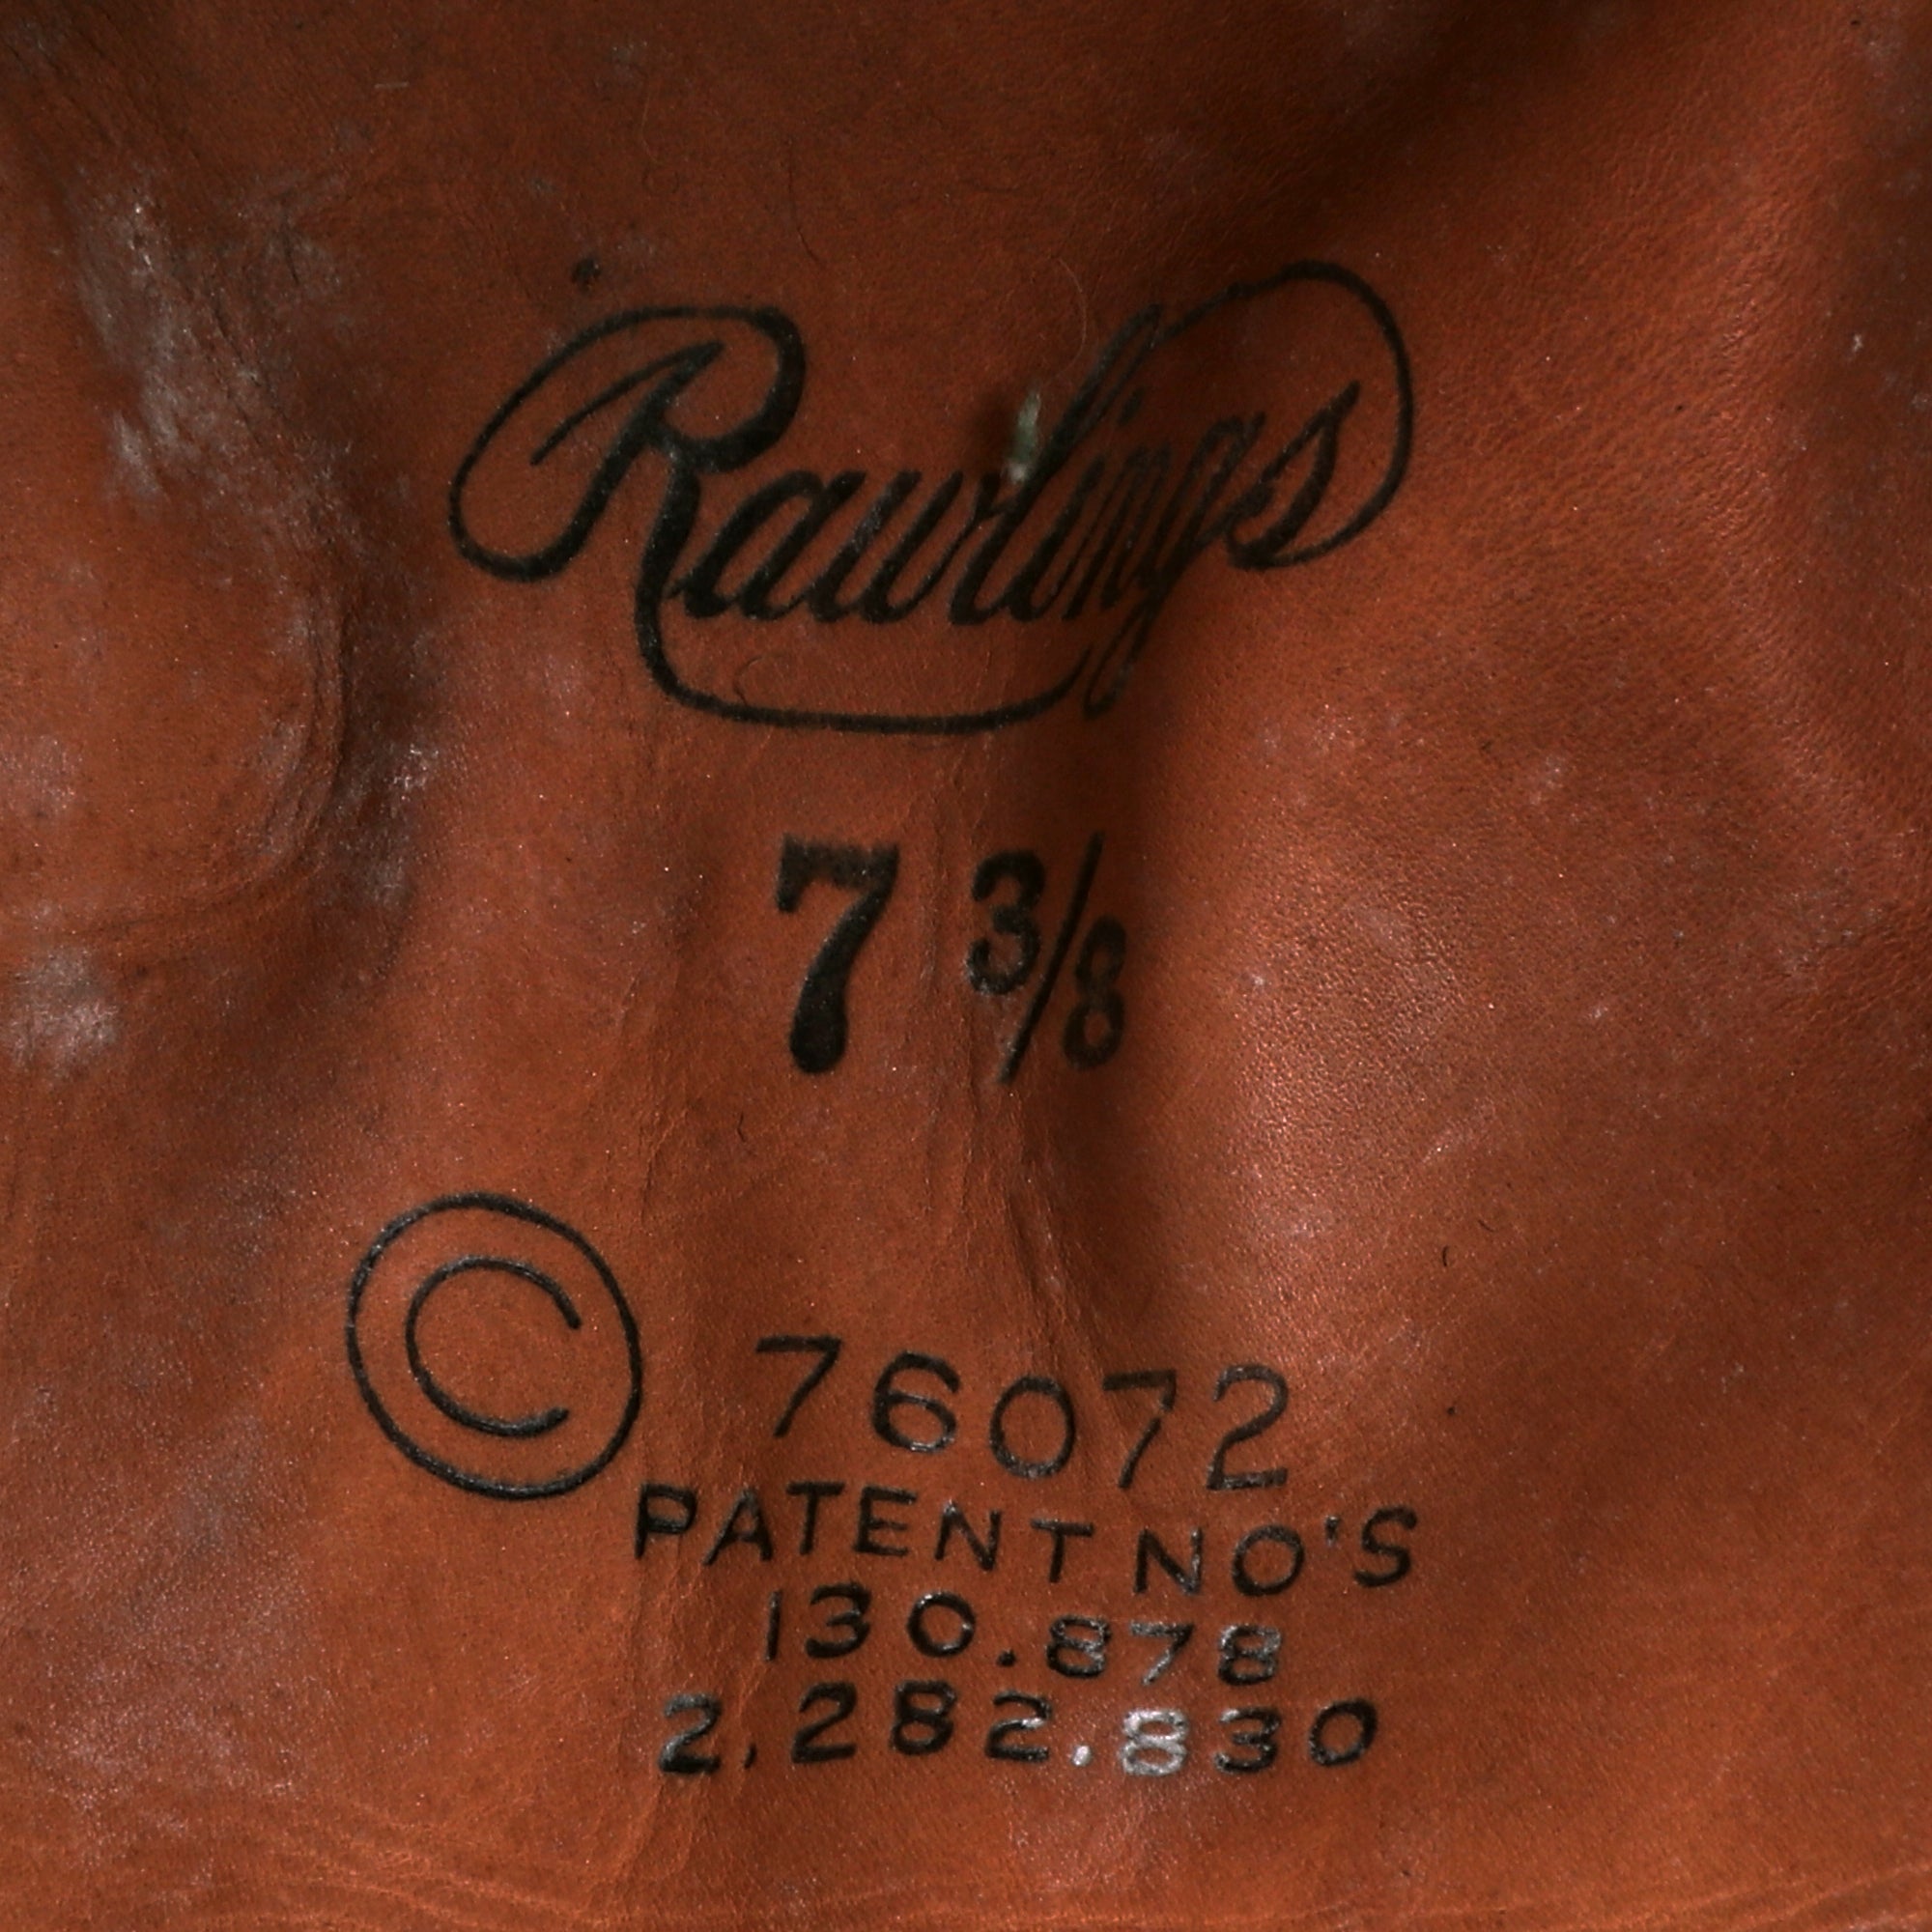 Rawlings
7 3/8
© 76072
PATENT NO'S
130.878
2,282.830